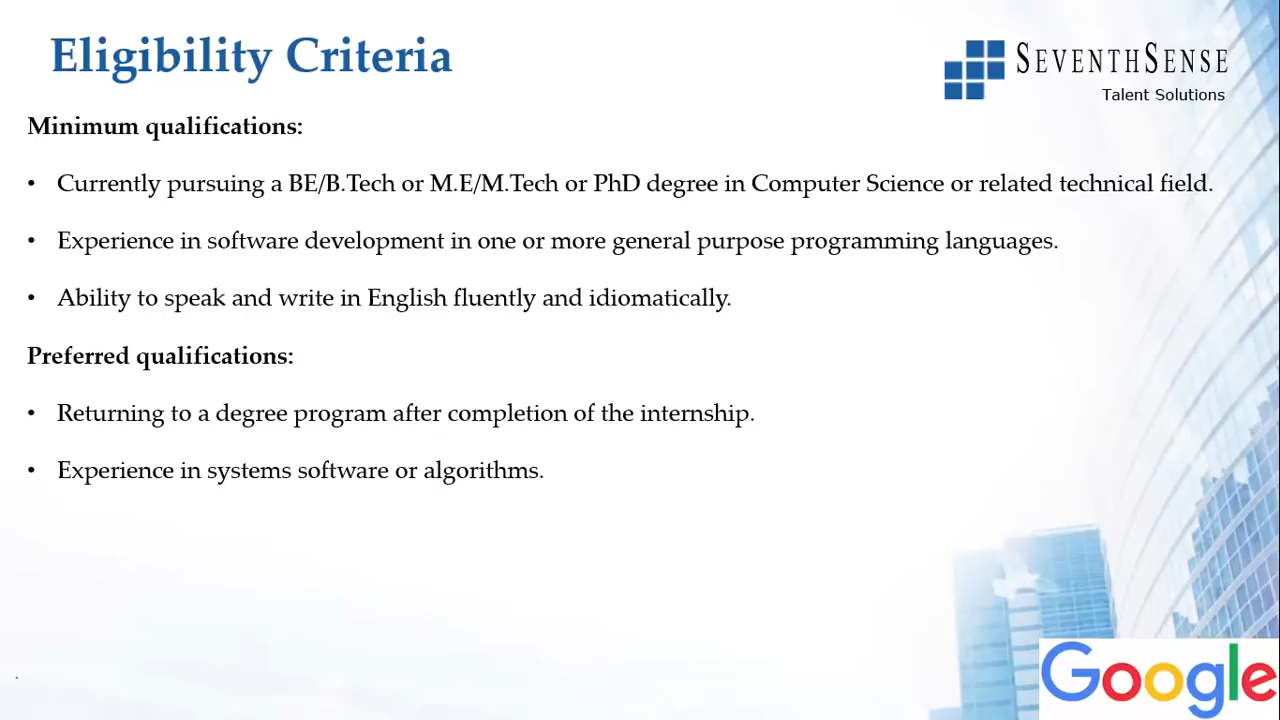 Eligibility Criteria
SEVENTHSENSE
Talent Solutions
Minimum qualifications:
• Currently pursuing a BE/B.Tech or M.E/M.Tech or PhD degree in Computer Science or related technical field.
• Experience in software development in one or more general purpose programming languages.
• Ability to speak and write in English fluently and idiomatically.
Preferred qualifications:
• Returning to a degree program after completion of the internship.
• Experience in systems software or algorithms.
.
Google